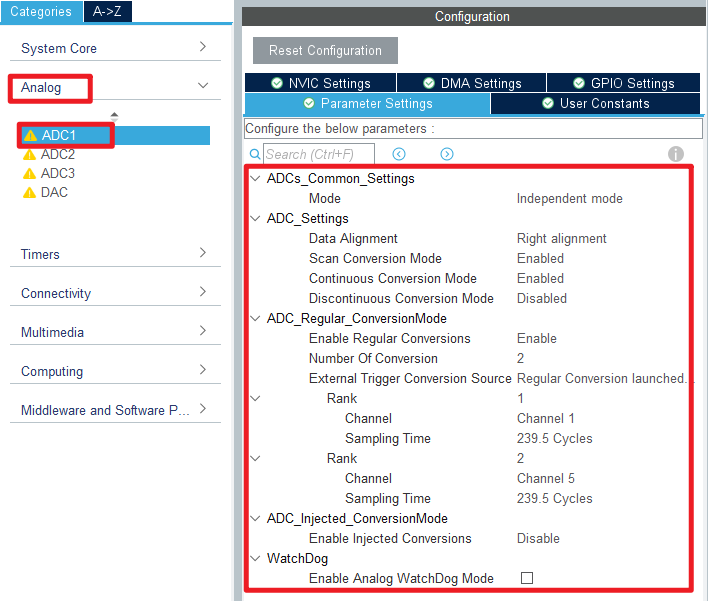 Categories A->Z
System Core
Analog
ADC1
ADC2
ADC3
DAC
Timers
Connectivity
Multimedia
Computing
Middleware and Software P...
Configuration
Reset Configuration
NVIC Settings DMA Settings GPIO Settings
Parameter Settings User Constants
Configure the below parameters :
Search (Ctrl+F)
ADCs_Common_Settings
Mode Independent mode
ADC_Settings
Data Alignment Right alignment
Scan Conversion Mode Enabled
Continuous Conversion Mode Enabled
Discontinuous Conversion Mode Disabled
ADC_Regular_ConversionMode
Enable Regular Conversions Enable
Number Of Conversion 2
External Trigger Conversion Source Regular Conversion launched...
Rank 1
Channel Channel 1
Sampling Time 239.5 Cycles
Rank 2
Channel Channel 5
Sampling Time 239.5 Cycles
ADC_Injected_ConversionMode
Enable Injected Conversions Disable
WatchDog
Enable Analog WatchDog Mode